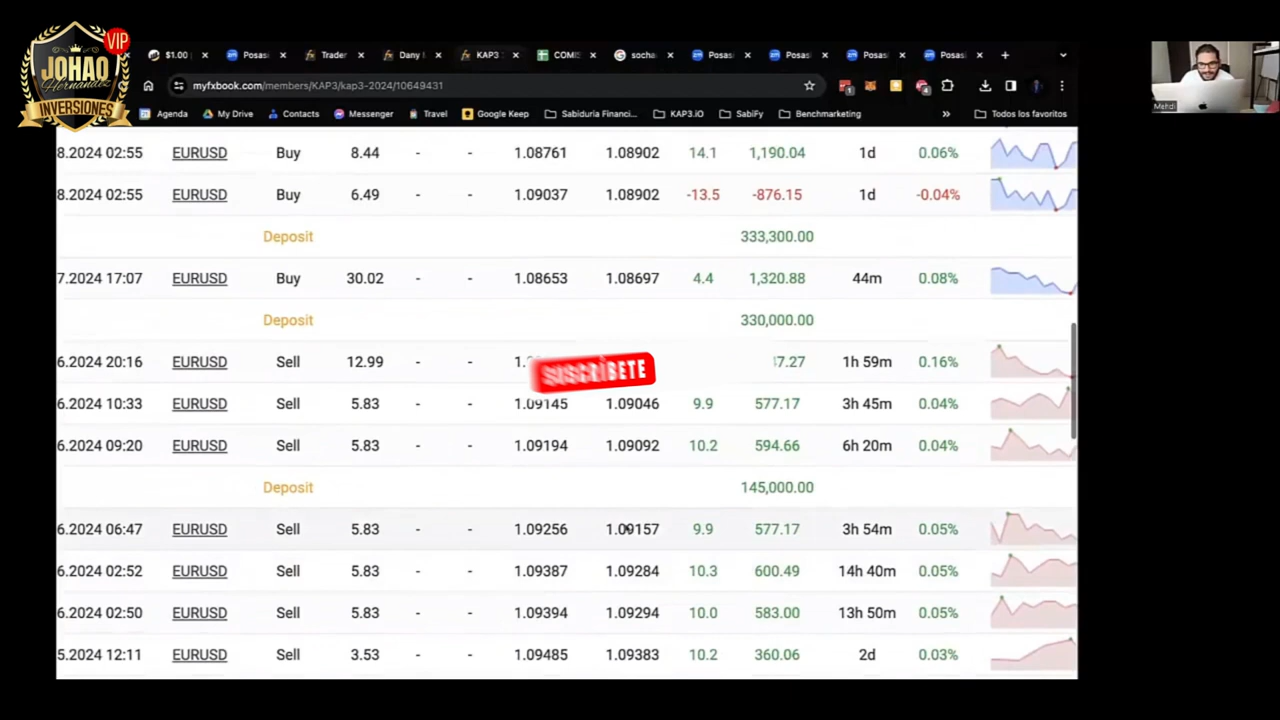 VIP
JOHAO
Hernández
INVERSIONES
$1.00 Posasi Trader Dany KAP3 COMI socha Posasi Posasi Posasi Posasi
myfxbook.com/members/KAP3/kap3-2024/10649431
Agenda My Drive Contacts Messenger Travel Google Keep Sabiduria Financi... KAP3.iO SabiFy Benchmarketing » Todos los favoritos
Mehdi
8.2024 02:55 EURUSD Buy 8.44 - - 1.08761 1.08902 14.1 1,190.04 1d 0.06%
8.2024 02:55 EURUSD Buy 6.49 - - 1.09037 1.08902 -13.5 -876.15 1d -0.04%
Deposit 333,300.00
7.2024 17:07 EURUSD Buy 30.02 - - 1.08653 1.08697 4.4 1,320.88 44m 0.08%
Deposit 330,000.00
6.2024 20:16 EURUSD Sell 12.99 - - 7.27 1h 59m 0.16%
SUSCRÍBETE
6.2024 10:33 EURUSD Sell 5.83 - - 1.09145 1.09046 9.9 577.17 3h 45m 0.04%
6.2024 09:20 EURUSD Sell 5.83 - - 1.09194 1.09092 10.2 594.66 6h 20m 0.04%
Deposit 145,000.00
6.2024 06:47 EURUSD Sell 5.83 - - 1.09256 1.09157 9.9 577.17 3h 54m 0.05%
6.2024 02:52 EURUSD Sell 5.83 - - 1.09387 1.09284 10.3 600.49 14h 40m 0.05%
6.2024 02:50 EURUSD Sell 5.83 - - 1.09394 1.09294 10.0 583.00 13h 50m 0.05%
5.2024 12:11 EURUSD Sell 3.53 - - 1.09485 1.09383 10.2 360.06 2d 0.03%